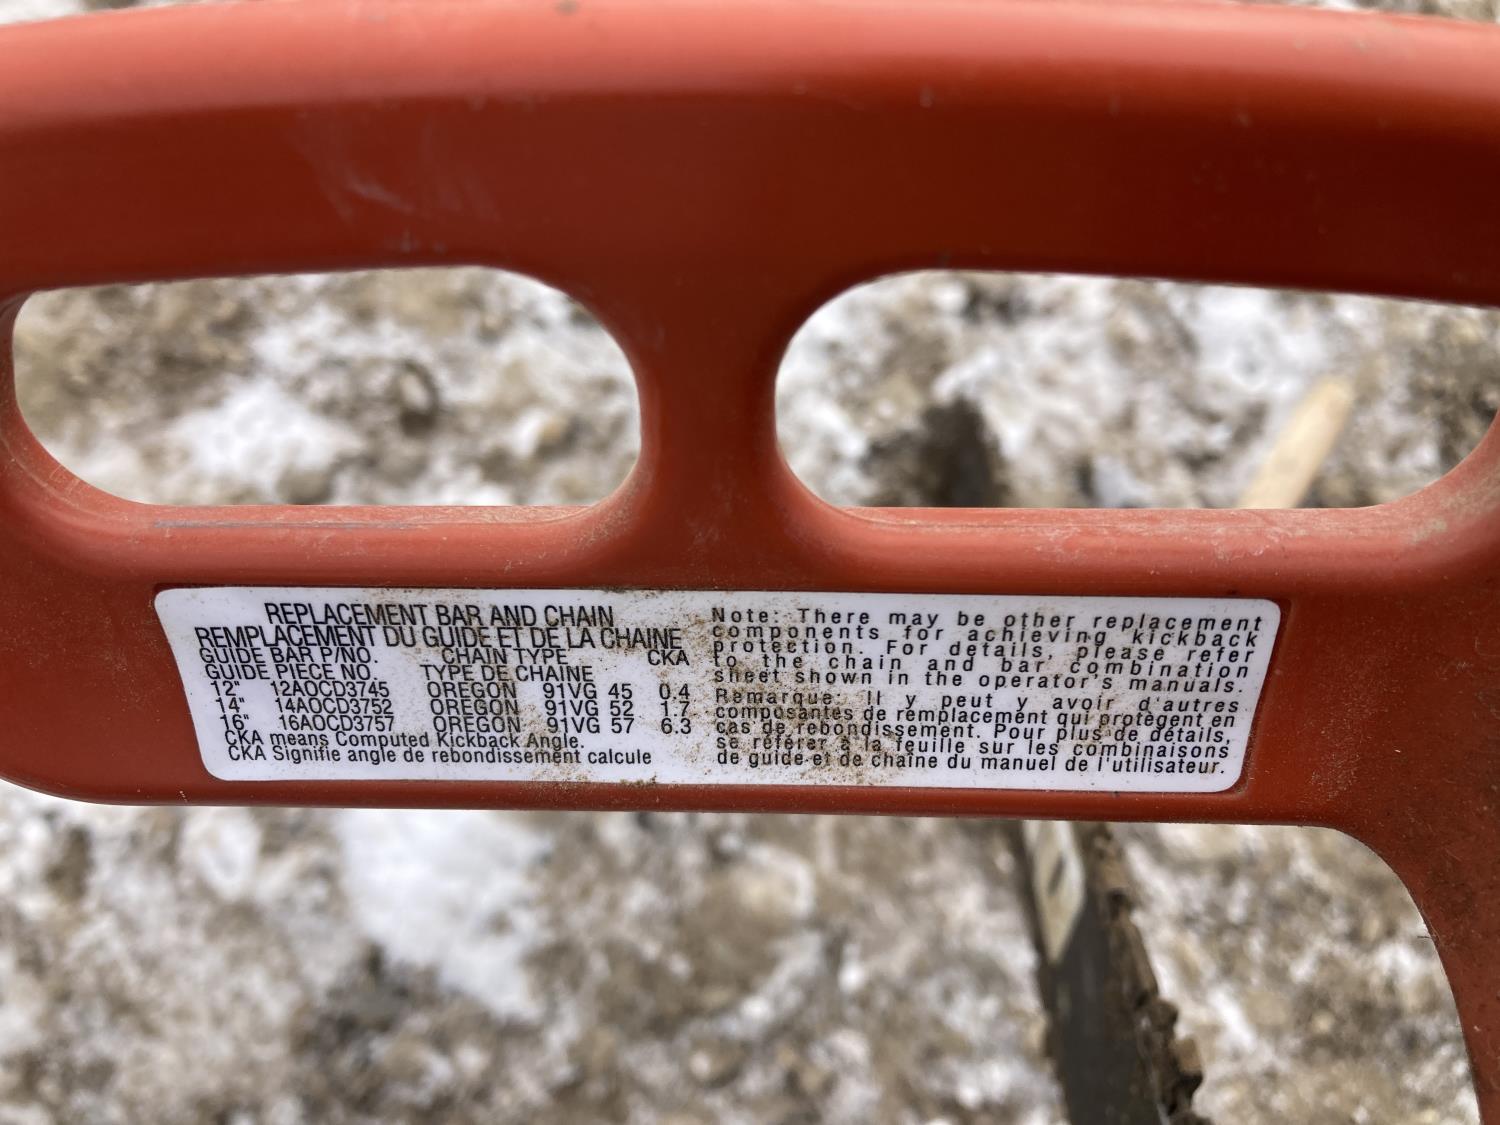 REPLACEMENT BAR AND CHAIN
REMPLACEMENT DU GUIDE ET DE LA CHAINE
GUIDE BAR P/NO. CHAIN TYPE CKA
GUIDE PIECE NO. TYPE DE CHAINE
12" 12AOCD3745 OREGON 91VG 45 0.4
14" 14AOCD3752 OREGON 91VG 52 1.7
16" 16AOCD3757 OREGON 91VG 57 6.3
CKA means Computed Kickback Angle.
CKA Signifie angle de rebondissement calcule
Note: There may be other replacement
components for achieving kickback
protection. For details, please refer
to the chain and bar combination
sheet shown in the operator's manuals.
Remarque: Il y peut y avoir d'autres
composantes de remplacement qui protègent en
cas de rebondissement. Pour plus de détails,
se référer à la feuille sur les combinaisons
de guide et de chaîne du manuel de l'utilisateur.